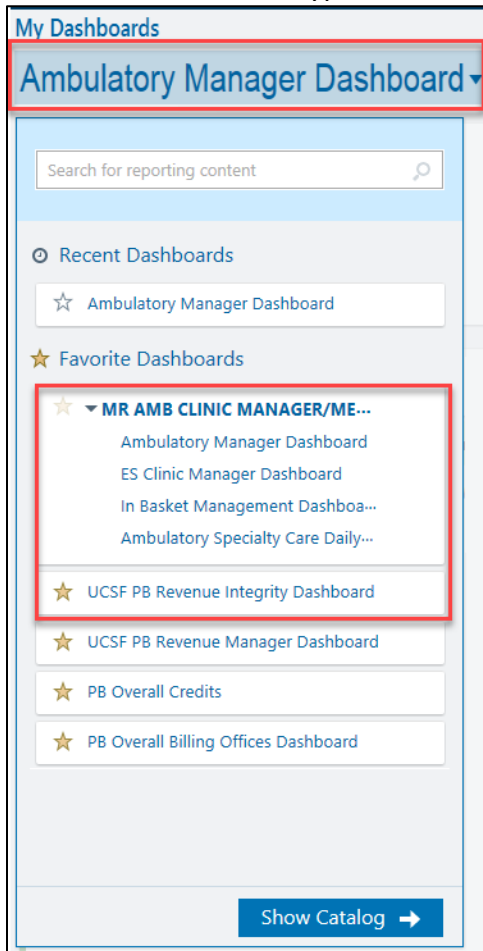 My Dashboards
Ambulatory Manager Dashboard
Search for reporting content
Recent Dashboards
Ambulatory Manager Dashboard
Favorite Dashboards
MR AMB CLINIC MANAGER/ME...
Ambulatory Manager Dashboard
ES Clinic Manager Dashboard
In Basket Management Dashboa...
Ambulatory Specialty Care Daily...
UCSF PB Revenue Integrity Dashboard
UCSF PB Revenue Manager Dashboard
PB Overall Credits
PB Overall Billing Offices Dashboard
Show Catalog